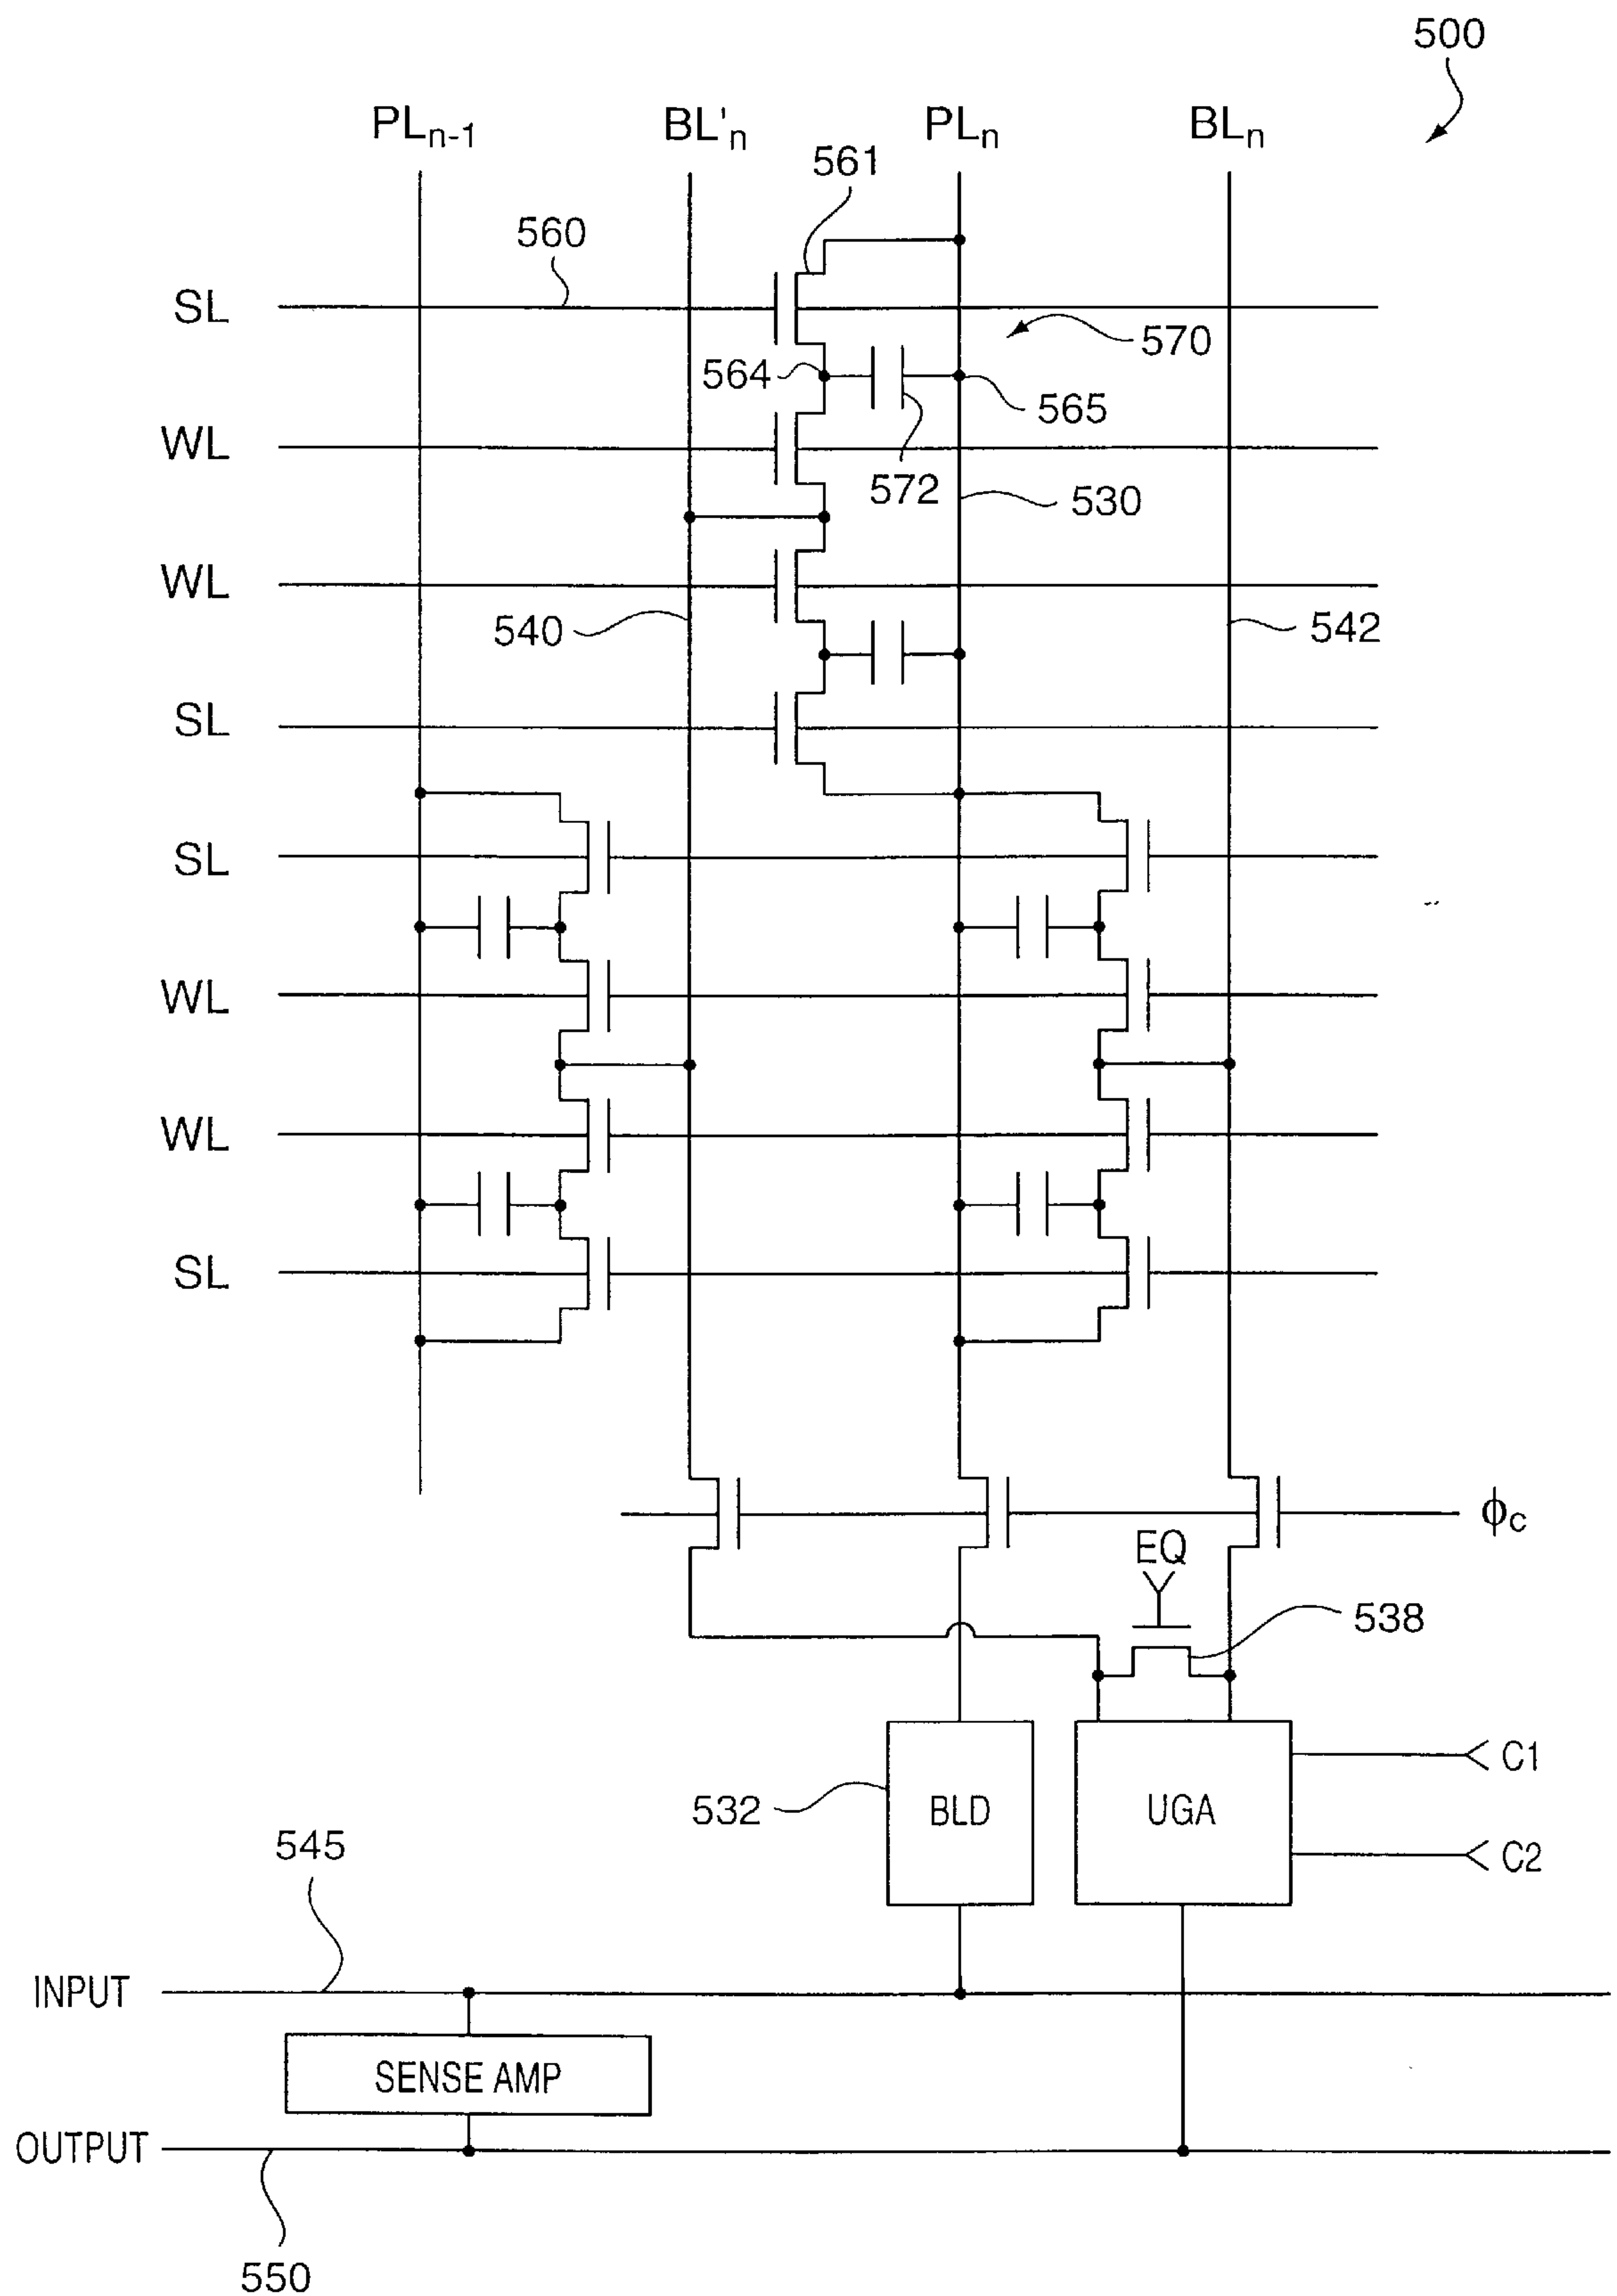 500
PLn-1 BL'n PLn BLn
561
560
SL
570
564
565
WL
572
530
WL
540
542
SL
SL
WL
WL
SL
ϕc
EQ
538
C1
532
BLD
UGA
C2
545
INPUT
SENSE AMP
OUTPUT
550